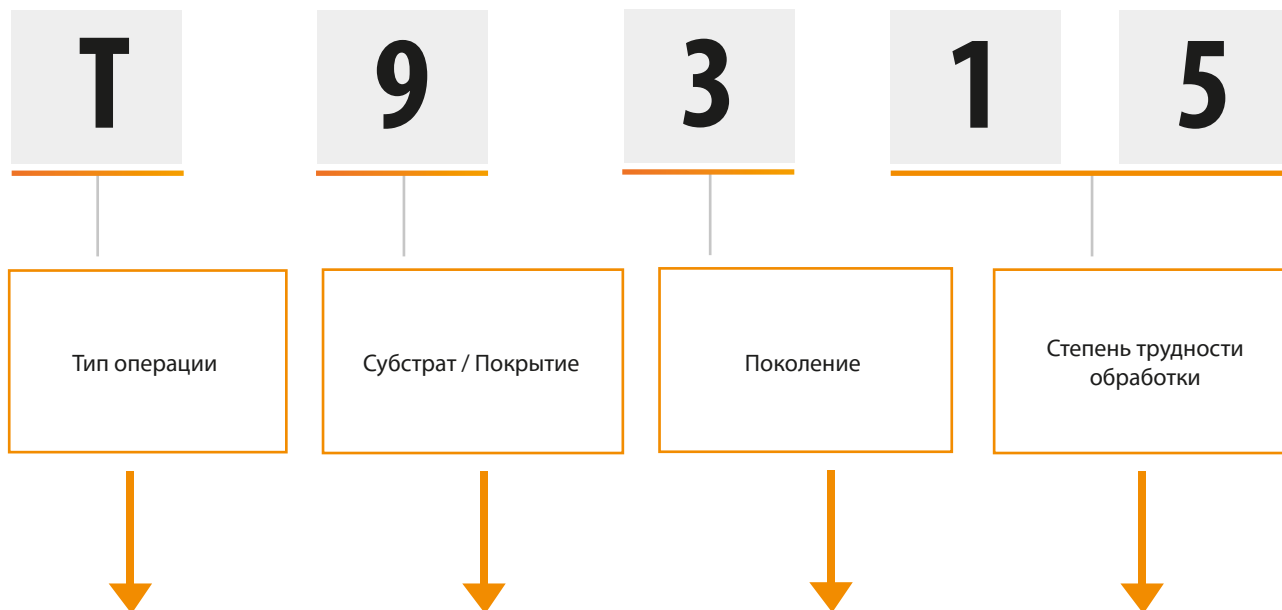 T 9 3 1 5
Тип операции
Субстрат / Покрытие
Поколение
Степень трудности
обработки